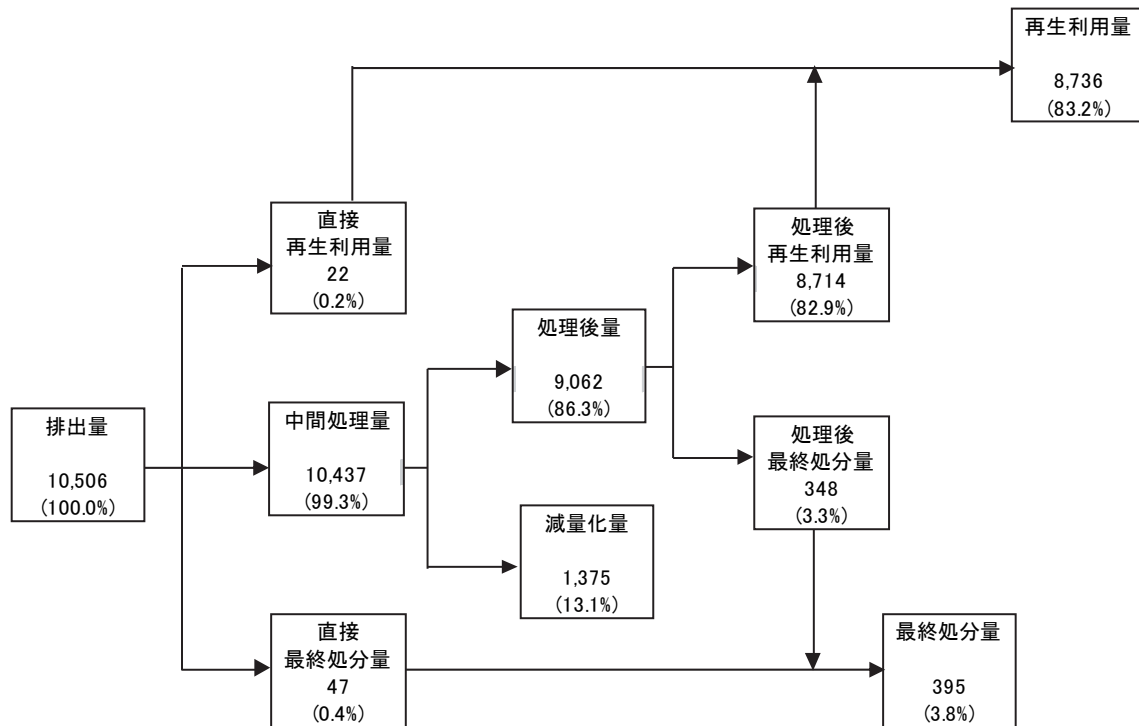 再生利用量
8,736
(83.2%)
直接
再生利用量
22
(0.2%)
処理後
再生利用量
8,714
(82.9%)
処理後量
9,062
(86.3%)
排出量
10,506
(100.0%)
中間処理量
10,437
(99.3%)
処理後
最終処分量
348
(3.3%)
減量化量
1,375
(13.1%)
直接
最終処分量
47
(0.4%)
最終処分量
395
(3.8%)